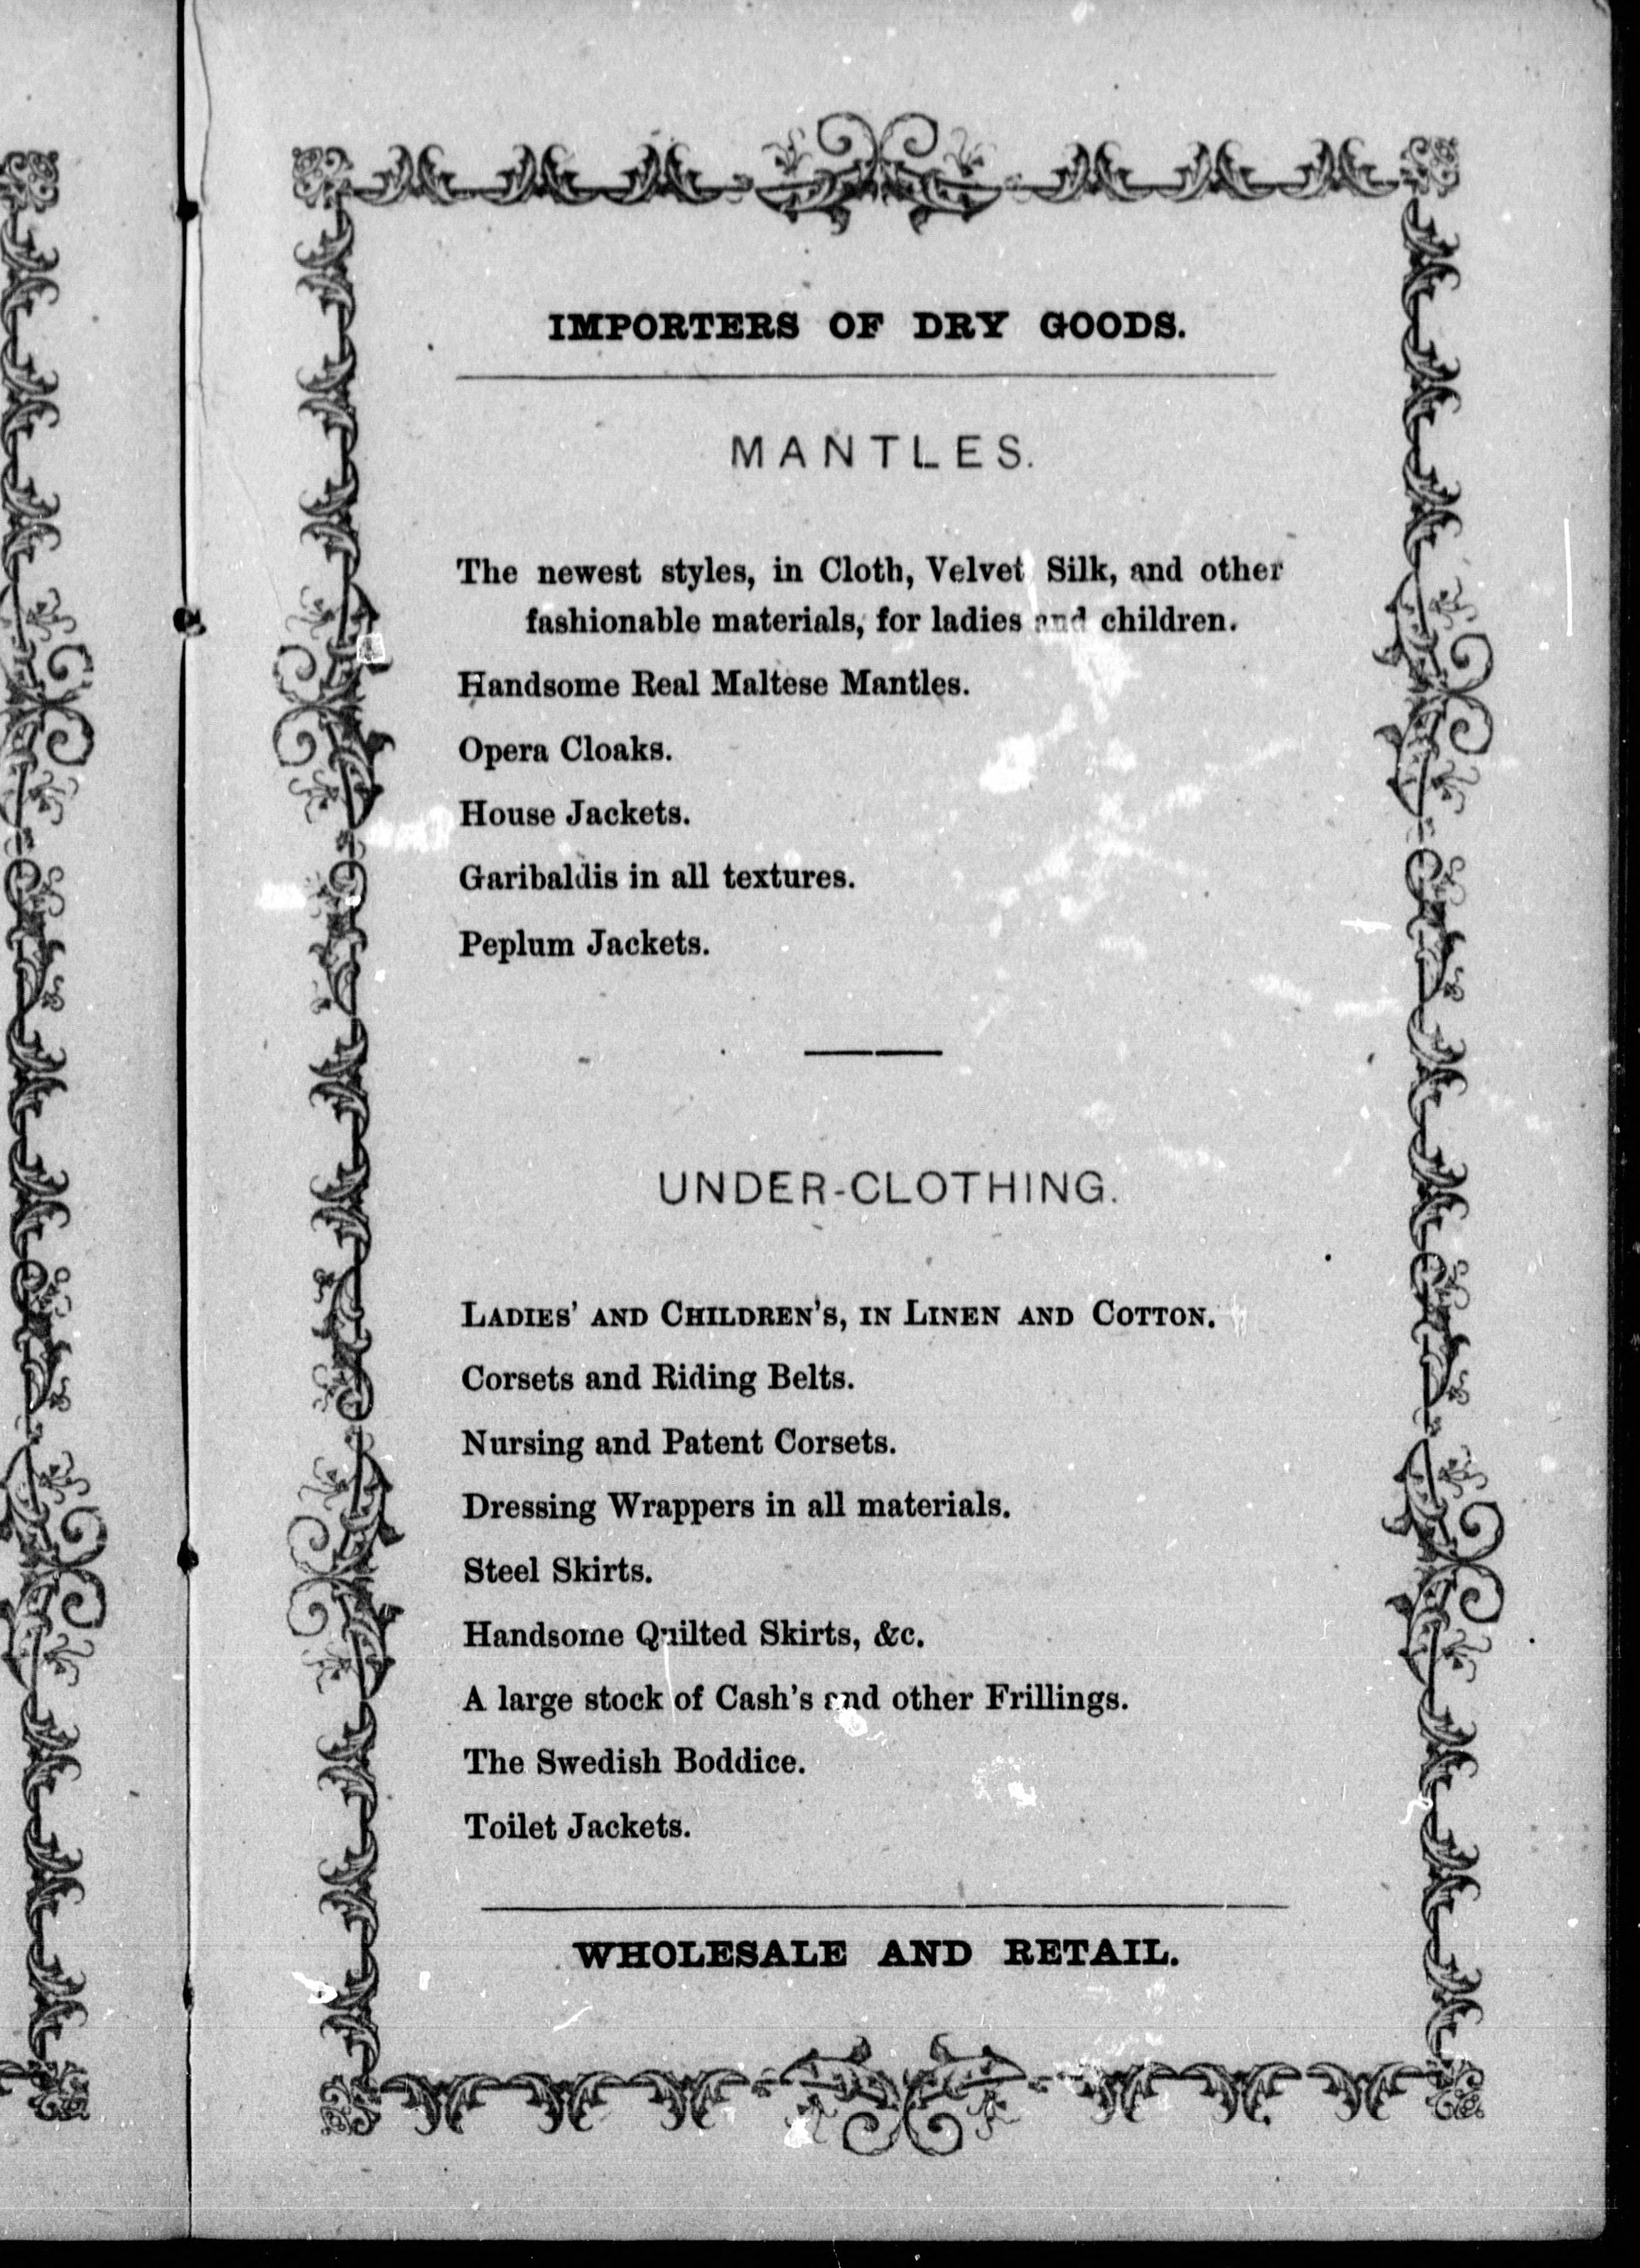 IMPORTERS OF DRY GOODS.
MANTLES.
The newest styles, in Cloth, Velvet Silk, and other
fashionable materials, for ladies and children.
Handsome Real Maltese Mantles.
Opera Cloaks.
House Jackets.
Garibaldis in all textures.
Peplum Jackets.
UNDER-CLOTHING.
LADIES' AND CHILDREN'S, IN LINEN AND COTTON.
Corsets and Riding Belts.
Nursing and Patent Corsets.
Dressing Wrappers in all materials.
Steel Skirts.
Handsome Quilted Skirts, &c.
A large stock of Cash's and other Frillings.
The Swedish Boddice.
Toilet Jackets.
WHOLESALE AND RETAIL.